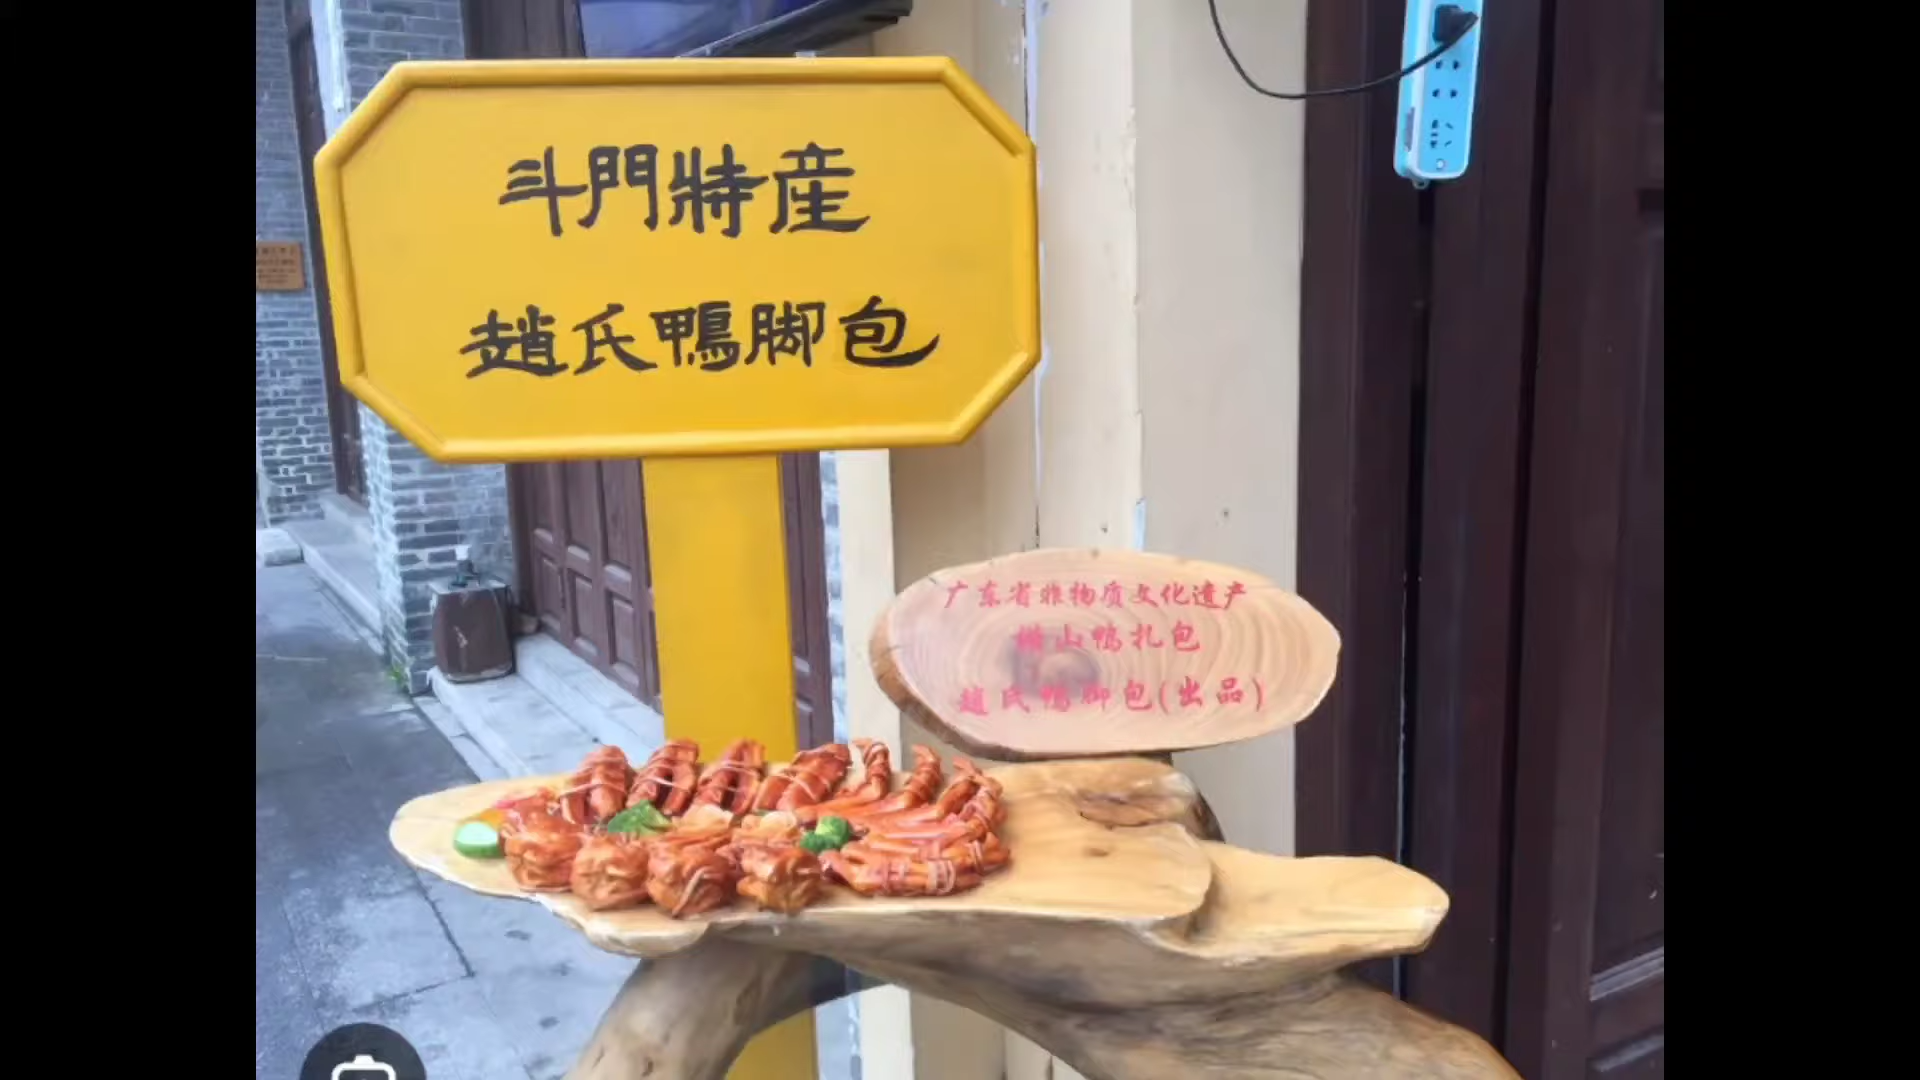 斗門特産
趙氏鴨脚包
广东省非物质文化遗产
横山鸭扎包
趙氏鴨脚包(出品)